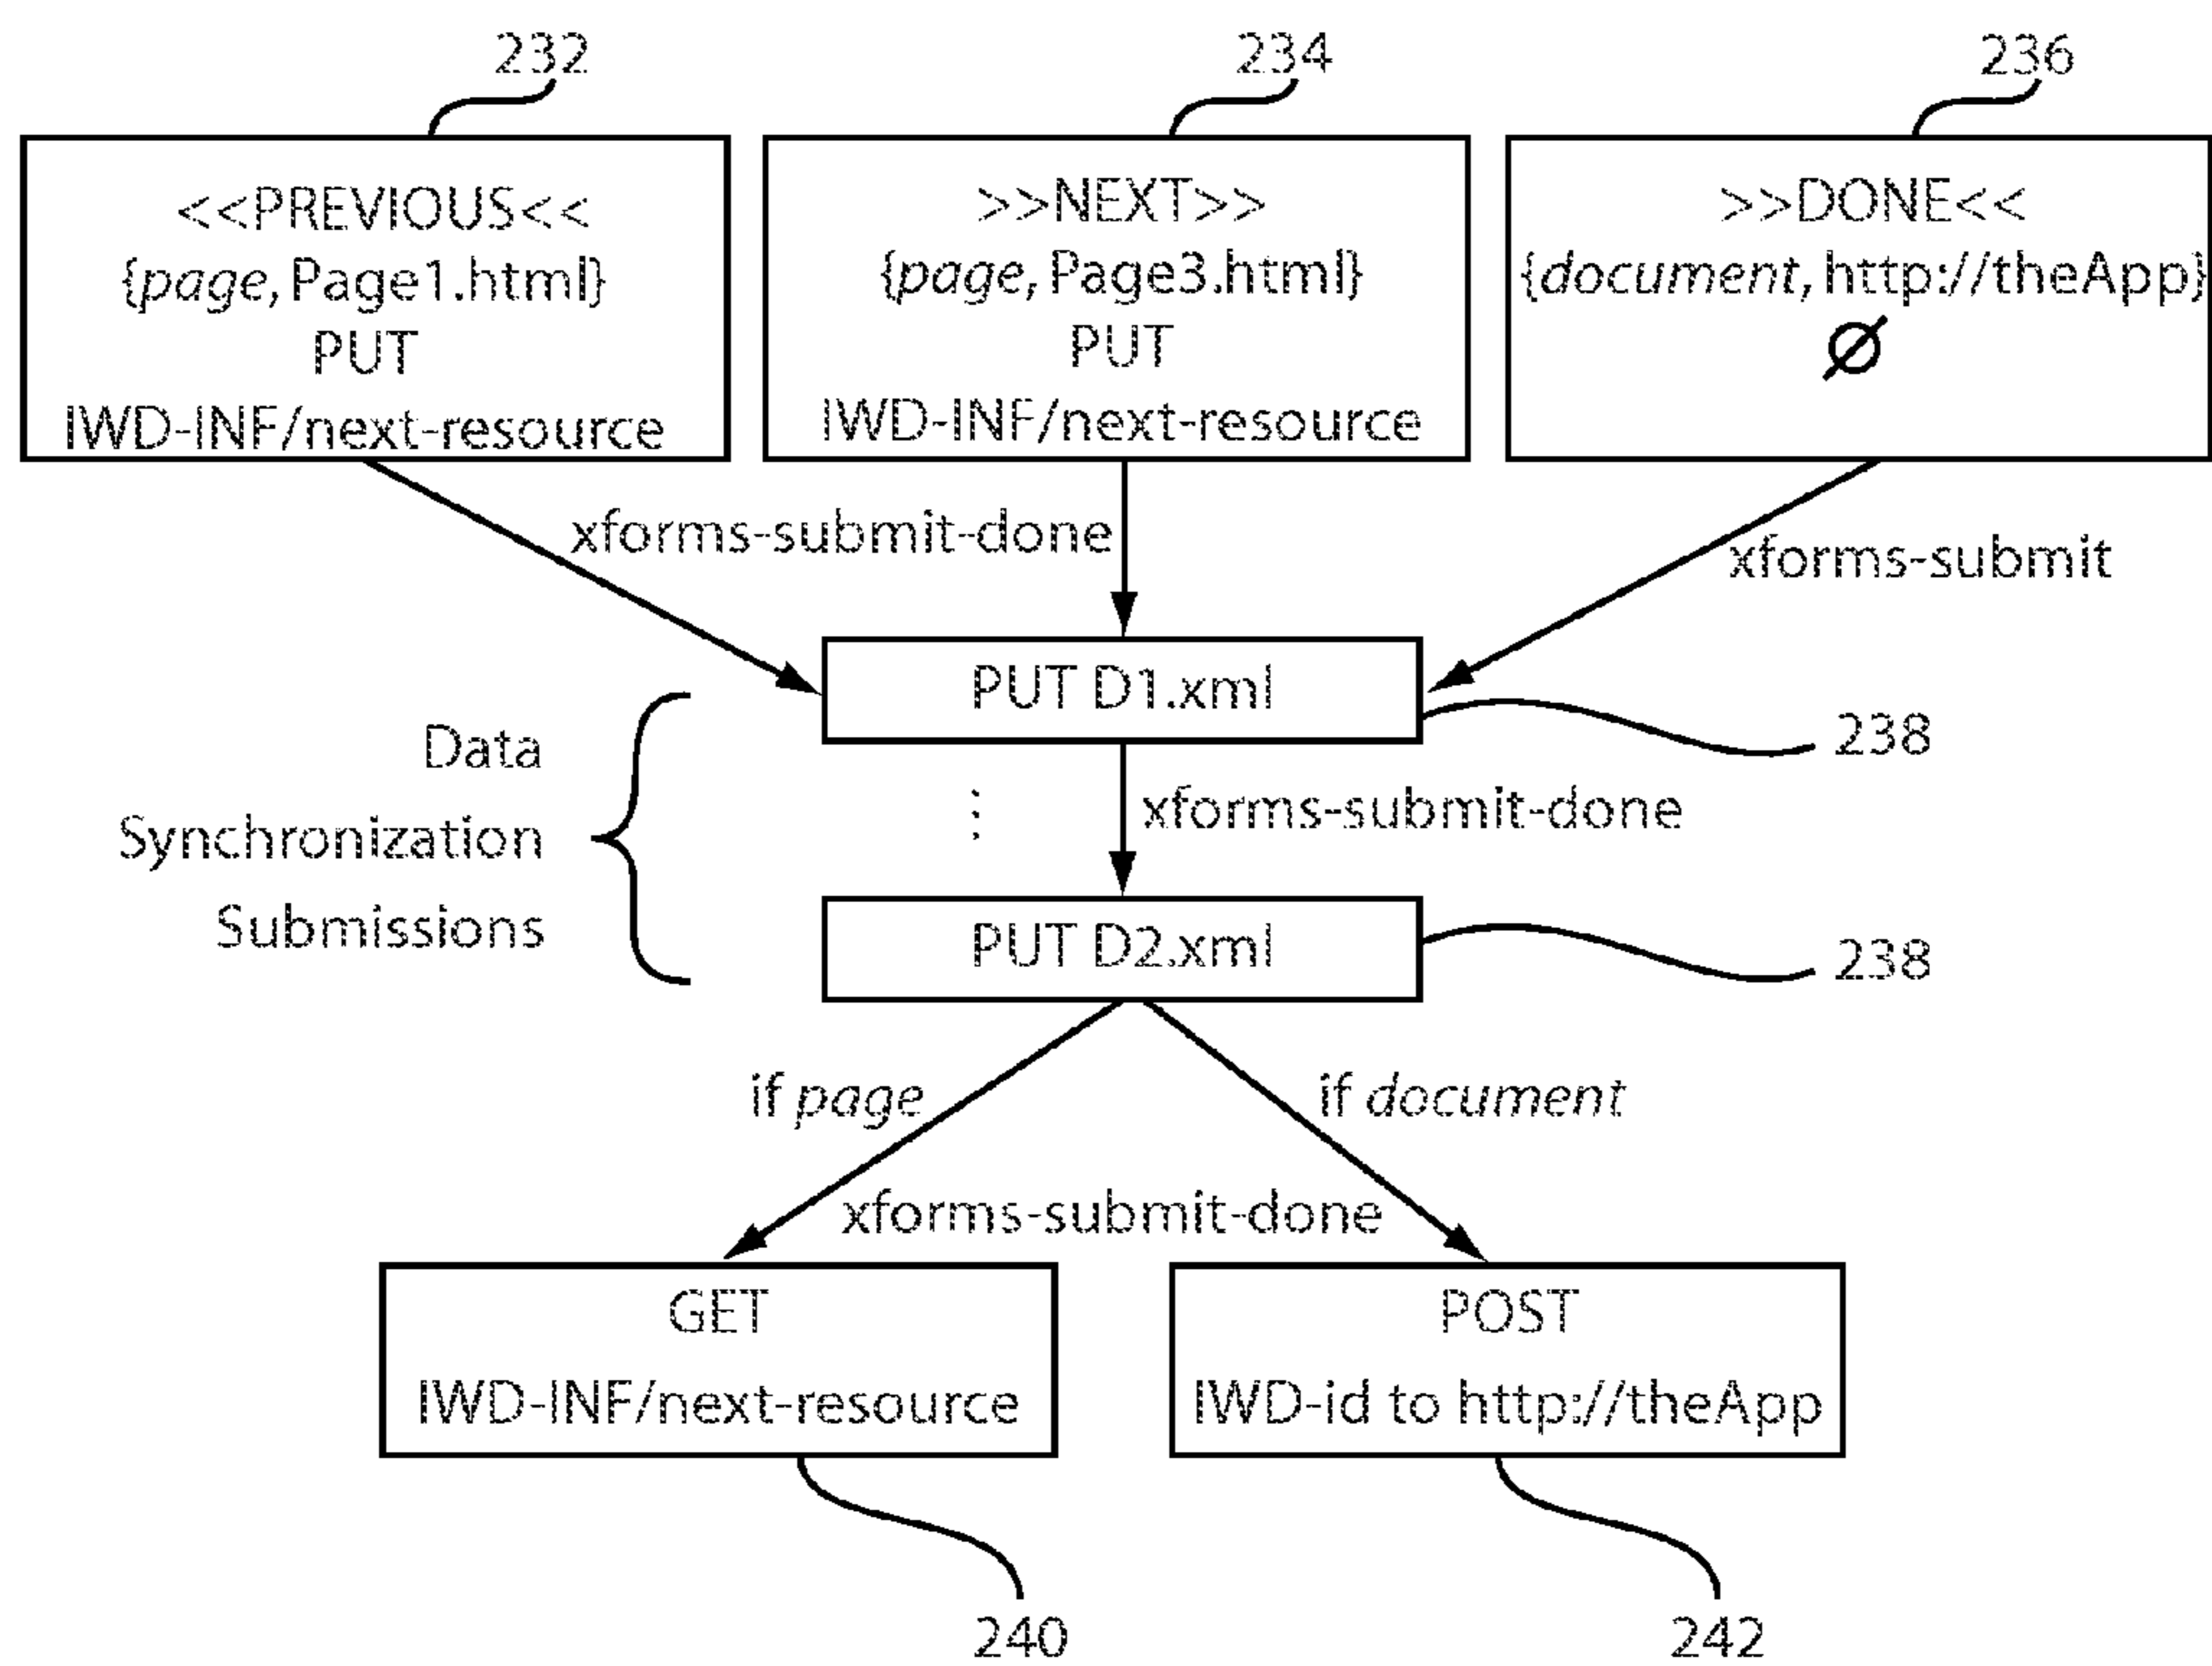 232
234
236
<<PREVIOUS<<
{page, Page1.html}
PUT
IWD-INF/next-resource
>>NEXT>>
{page, Page3.html}
PUT
IWD-INF/next-resource
>>DONE<<
{document, http://theApp}
∅
xforms-submit-done
xforms-submit
PUT D1.xml
238
Data
Synchronization
Submissions
⋮
xforms-submit-done
PUT D2.xml
238
if page
if document
xforms-submit-done
GET
IWD-INF/next-resource
POST
IWD-id to http://theApp
240
242